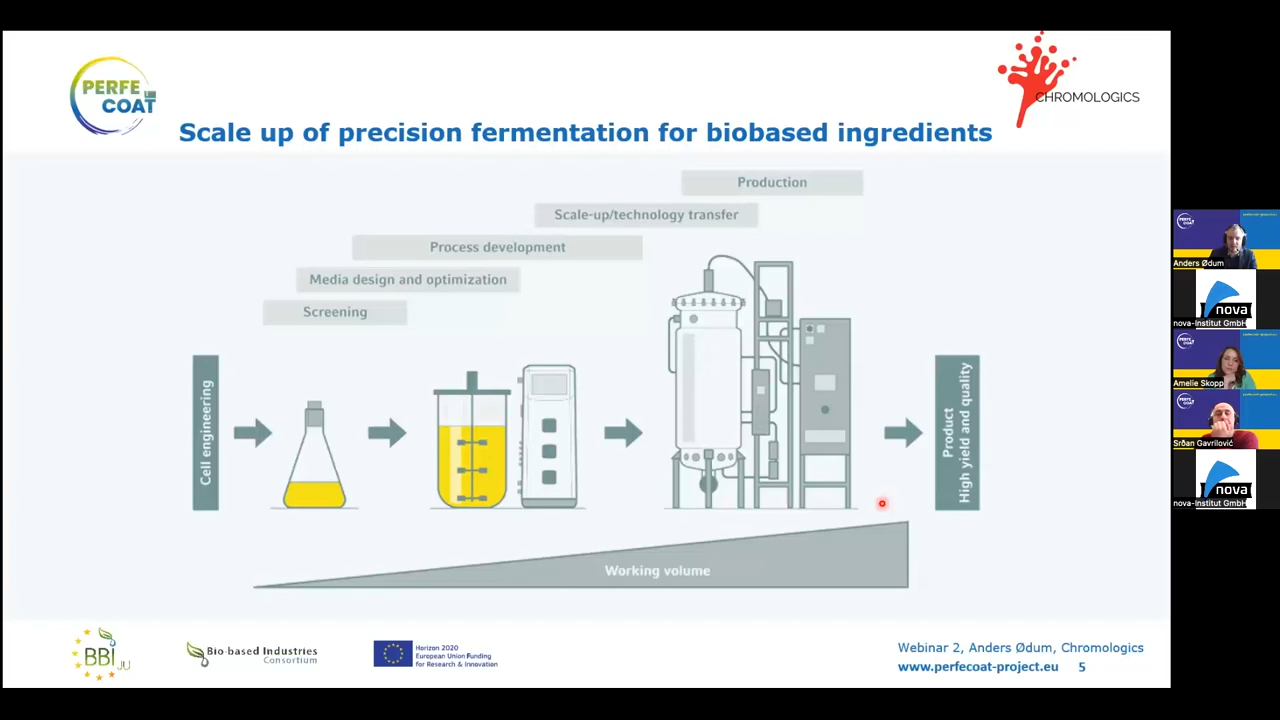 PERFE
COAT
CHROMOLOGICS
Scale up of precision fermentation for biobased ingredients
Production
Scale-up/technology transfer
Process development
Media design and optimization
Screening
Cell engineering
Product
High yield and quality
Working volume
BBI JU
Bio-based Industries
Consortium
Horizon 2020
European Union Funding
for Research & Innovation
Webinar 2, Anders Ødum, Chromologics
www.perfecoat-project.eu 5
Anders Ødum
nova
nova-Institut GmbH
Amelie Skopp
Srđan Gavrilović
nova
nova-Institut GmbH